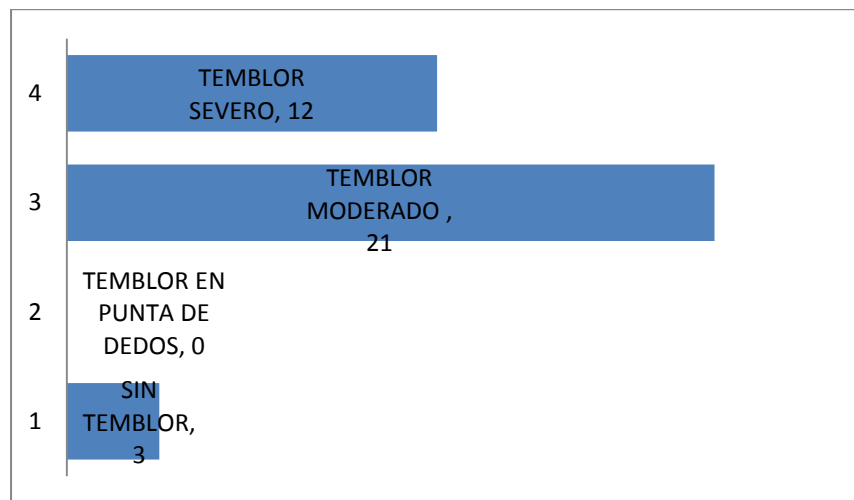 4
TEMBLOR
SEVERO, 12
3
TEMBLOR
MODERADO ,
21
2
TEMBLOR EN
PUNTA DE
DEDOS, 0
1
SIN
TEMBLOR,
3